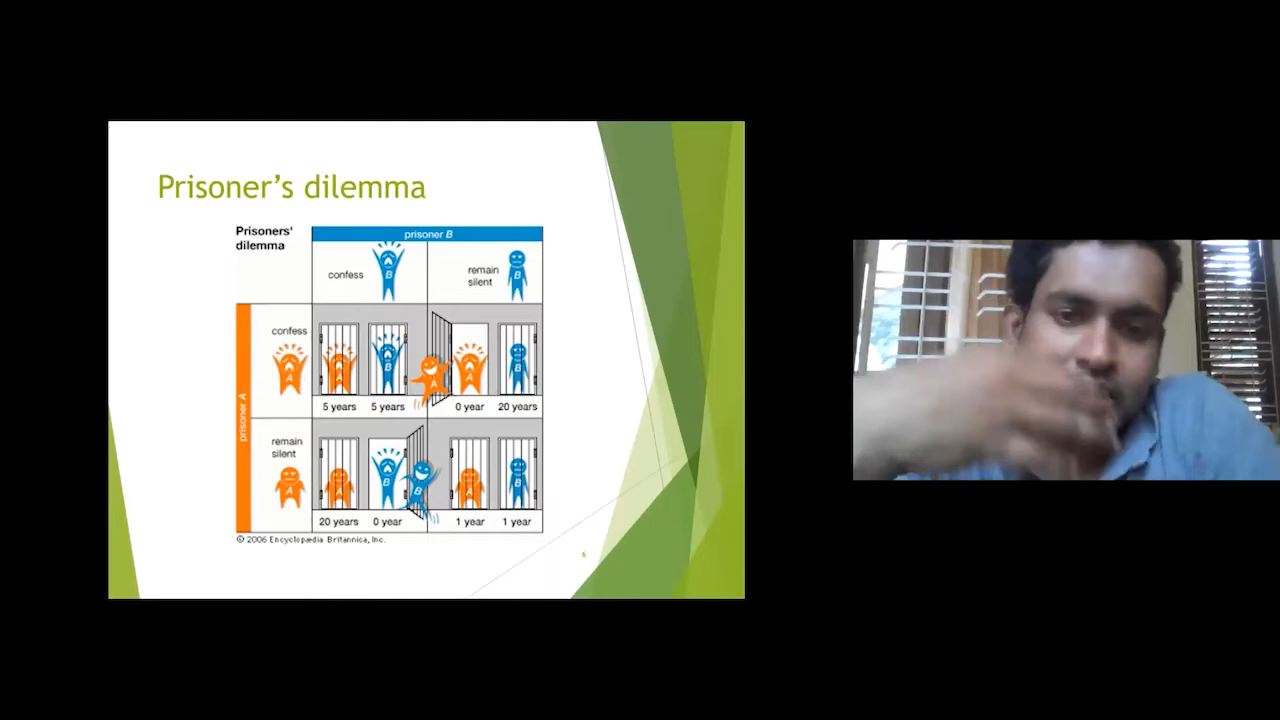 Prisoner's dilemma
Prisoners'
dilemma
prisoner B
confess
B
remain
silent
B
prisoner A
confess
A
A
B
A
A
B
5 years
5 years
0 year
20 years
remain
silent
A
A
B
B
A
B
20 years
0 year
1 year
1 year
© 2006 Encyclopædia Britannica, Inc.
6